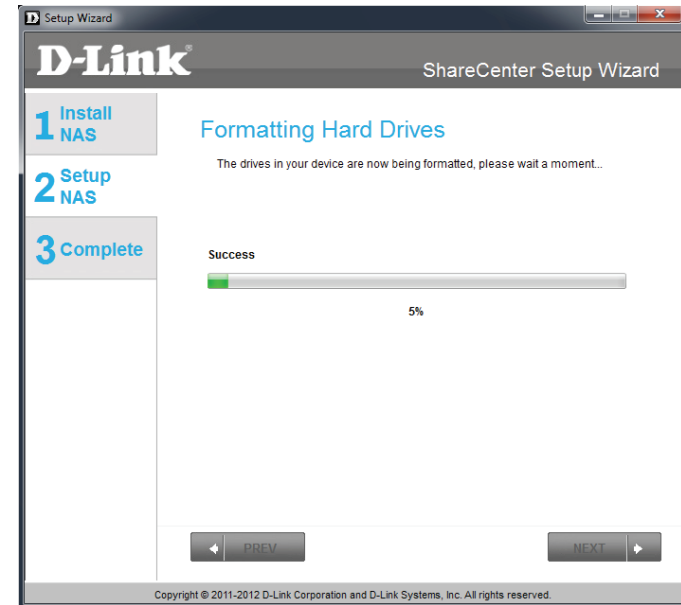 Setup Wizard
D-Link®
ShareCenter Setup Wizard
1 Install
NAS
2 Setup
NAS
3 Complete
Formatting Hard Drives
The drives in your device are now being formatted, please wait a moment...
Success
5%
PREV
NEXT
Copyright © 2011-2012 D-Link Corporation and D-Link Systems, Inc. All rights reserved.